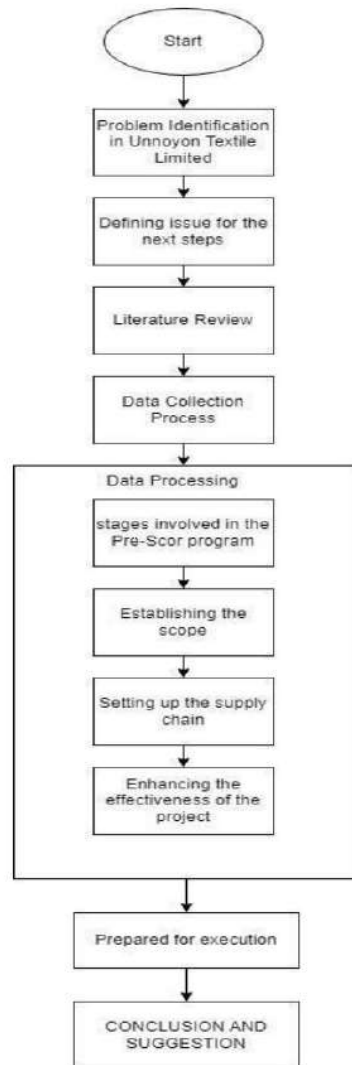 Start
Problem Identification
in Unnoyon Textile
Limited
Defining issue for the
next steps
Literature Review
Data Collection
Process
Data Processing
stages involved in the
Pre-Scor program
Establishing the
scope
Setting up the supply
chain
Enhancing the
effectiveness of the
project
Prepared for execution
CONCLUSION AND
SUGGESTION